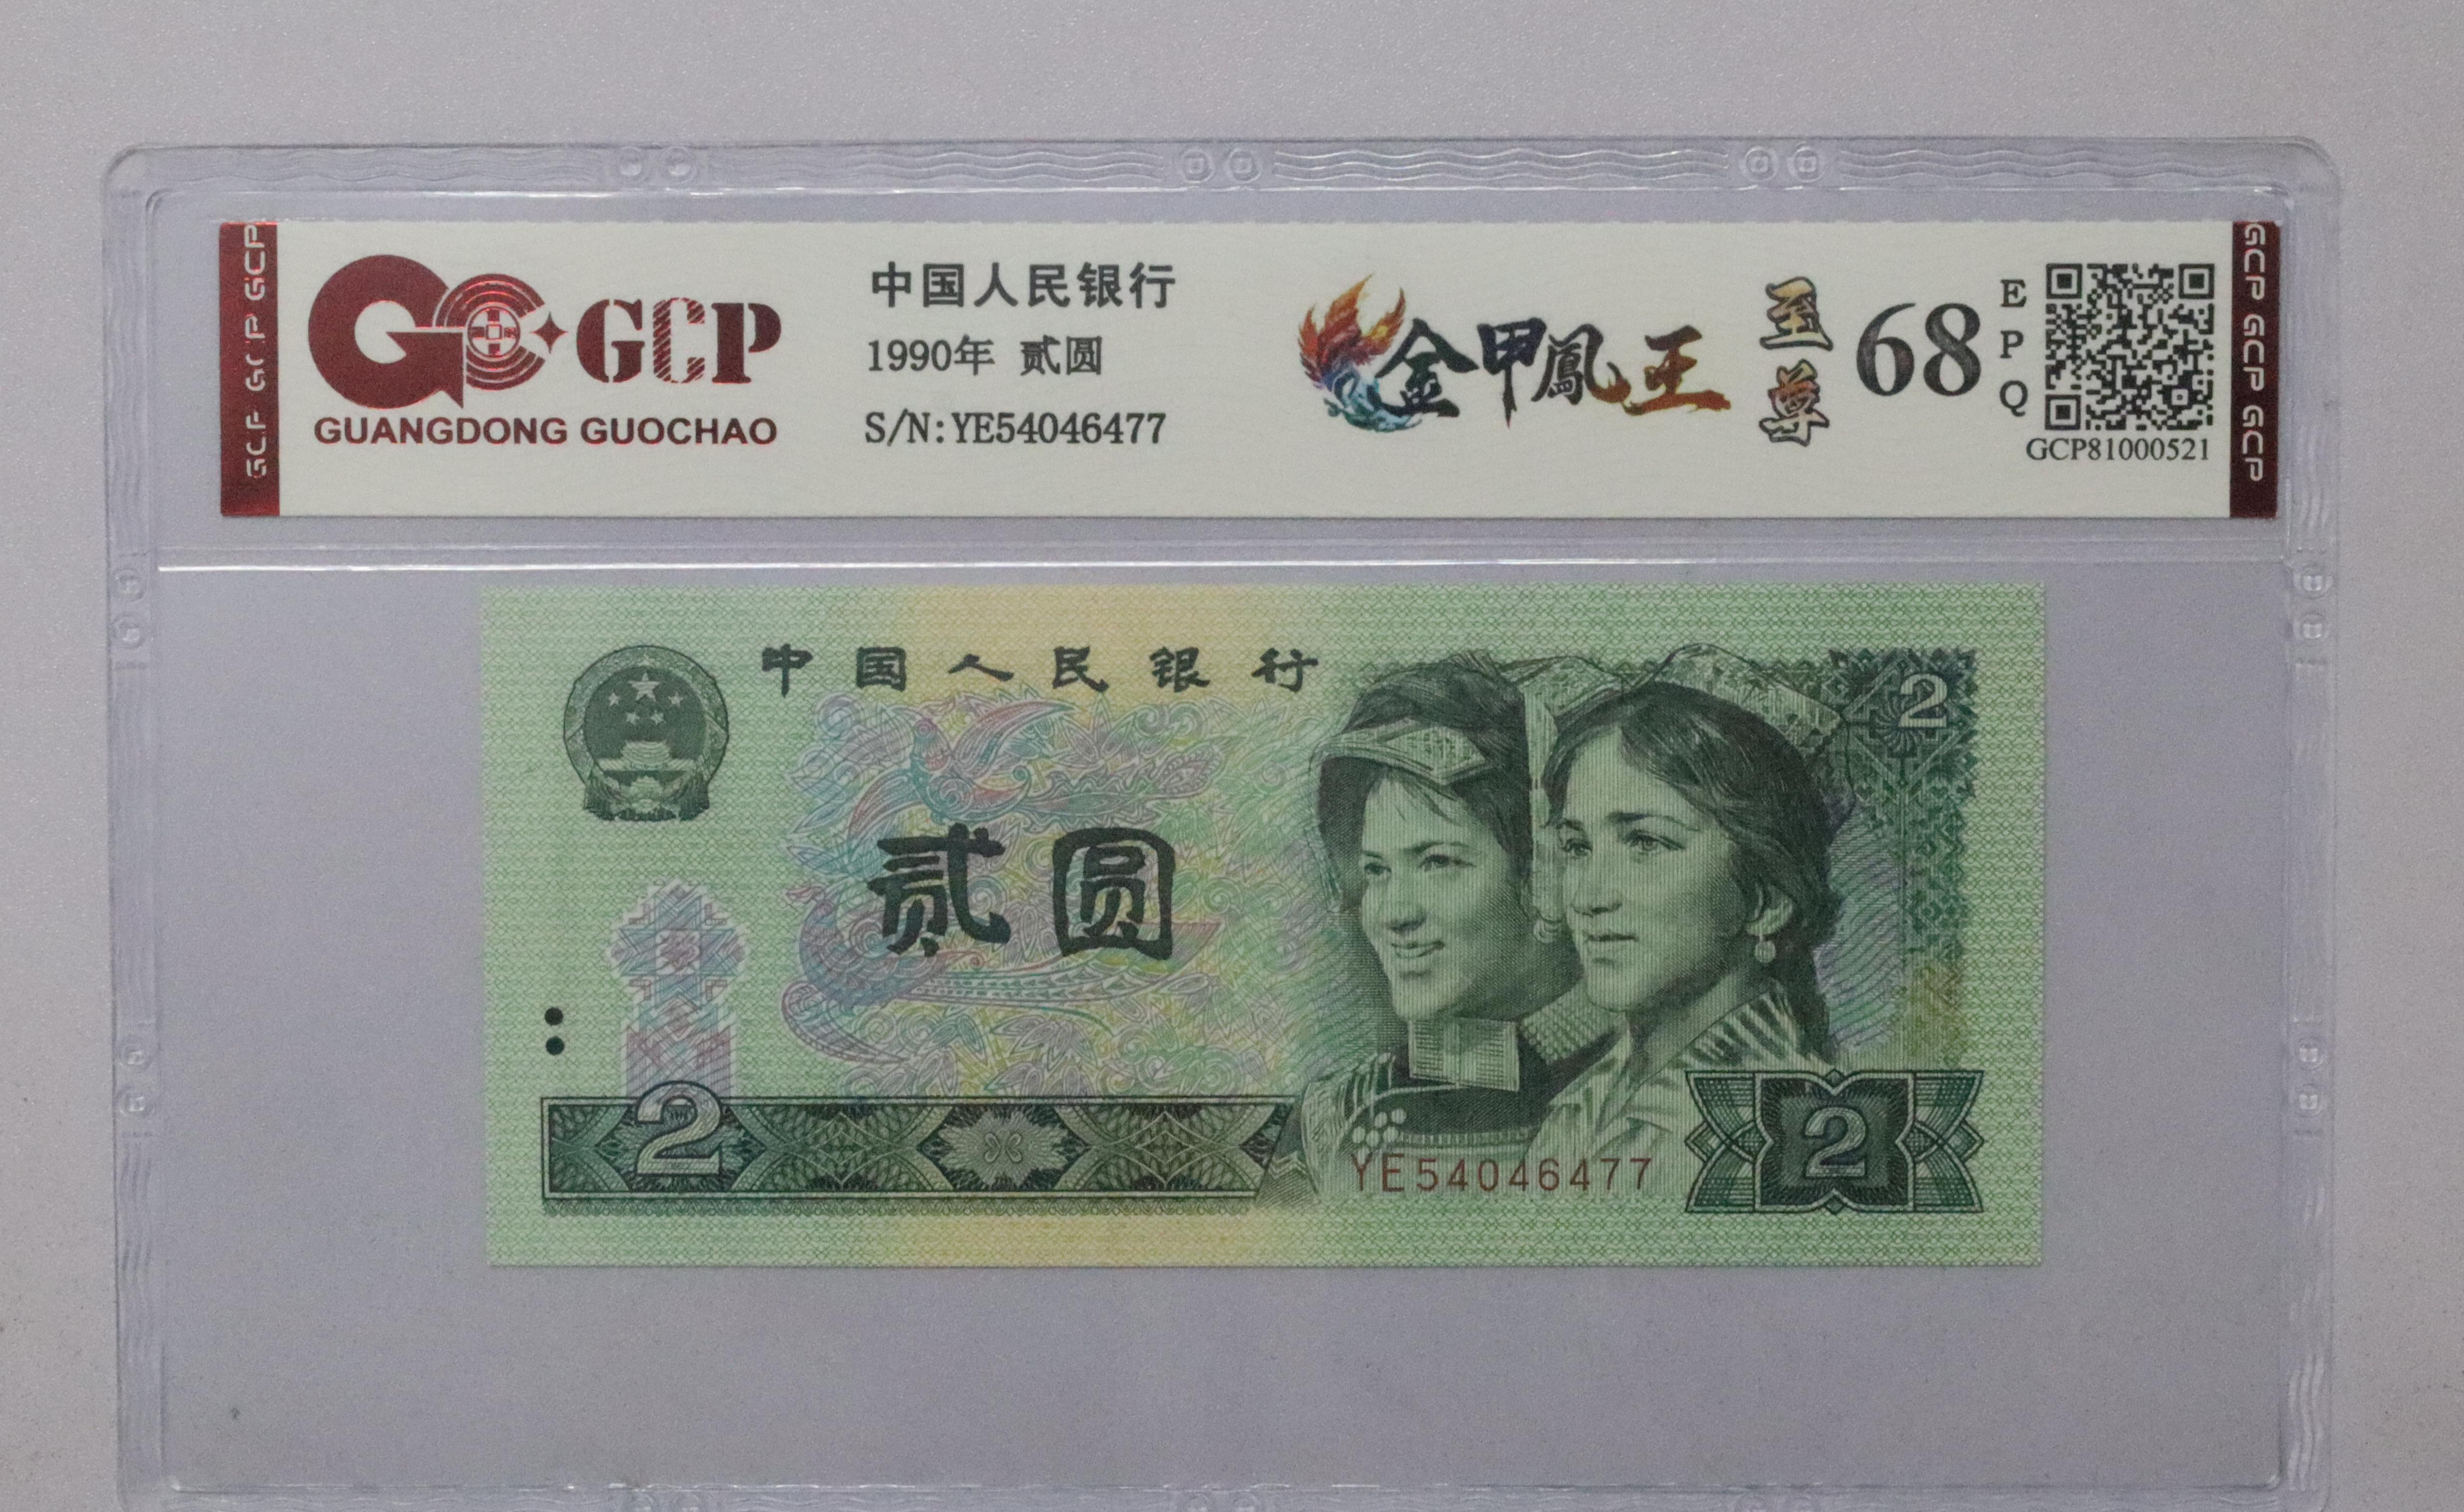 GCP GCP GCP
GCP
GUANGDONG GUOCHAO
中国人民银行
1990年 贰圆
S/N:YE54046477
金甲鳳王
至尊
68
EPQ
GCP81000521
GCP GCP GCP
中国人民银行
2
贰圆
2
YE54046477
2